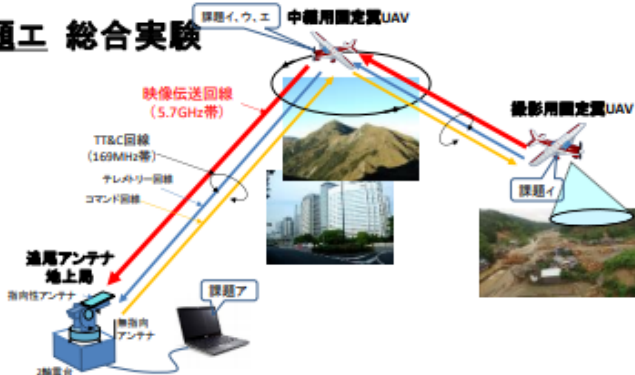 題エ 総合実験
課題イ、ウ、エ
中継用固定翼UAV
映像伝送回線
(5.7GHz帯)
撮影用固定翼UAV
TT&C回線
(169MHz帯)
テレメトリー回線
コマンド回線
課題イ
追尾アンテナ
地上局
指向性アンテナ
課題ア
無指向
アンテナ
2軸雲台